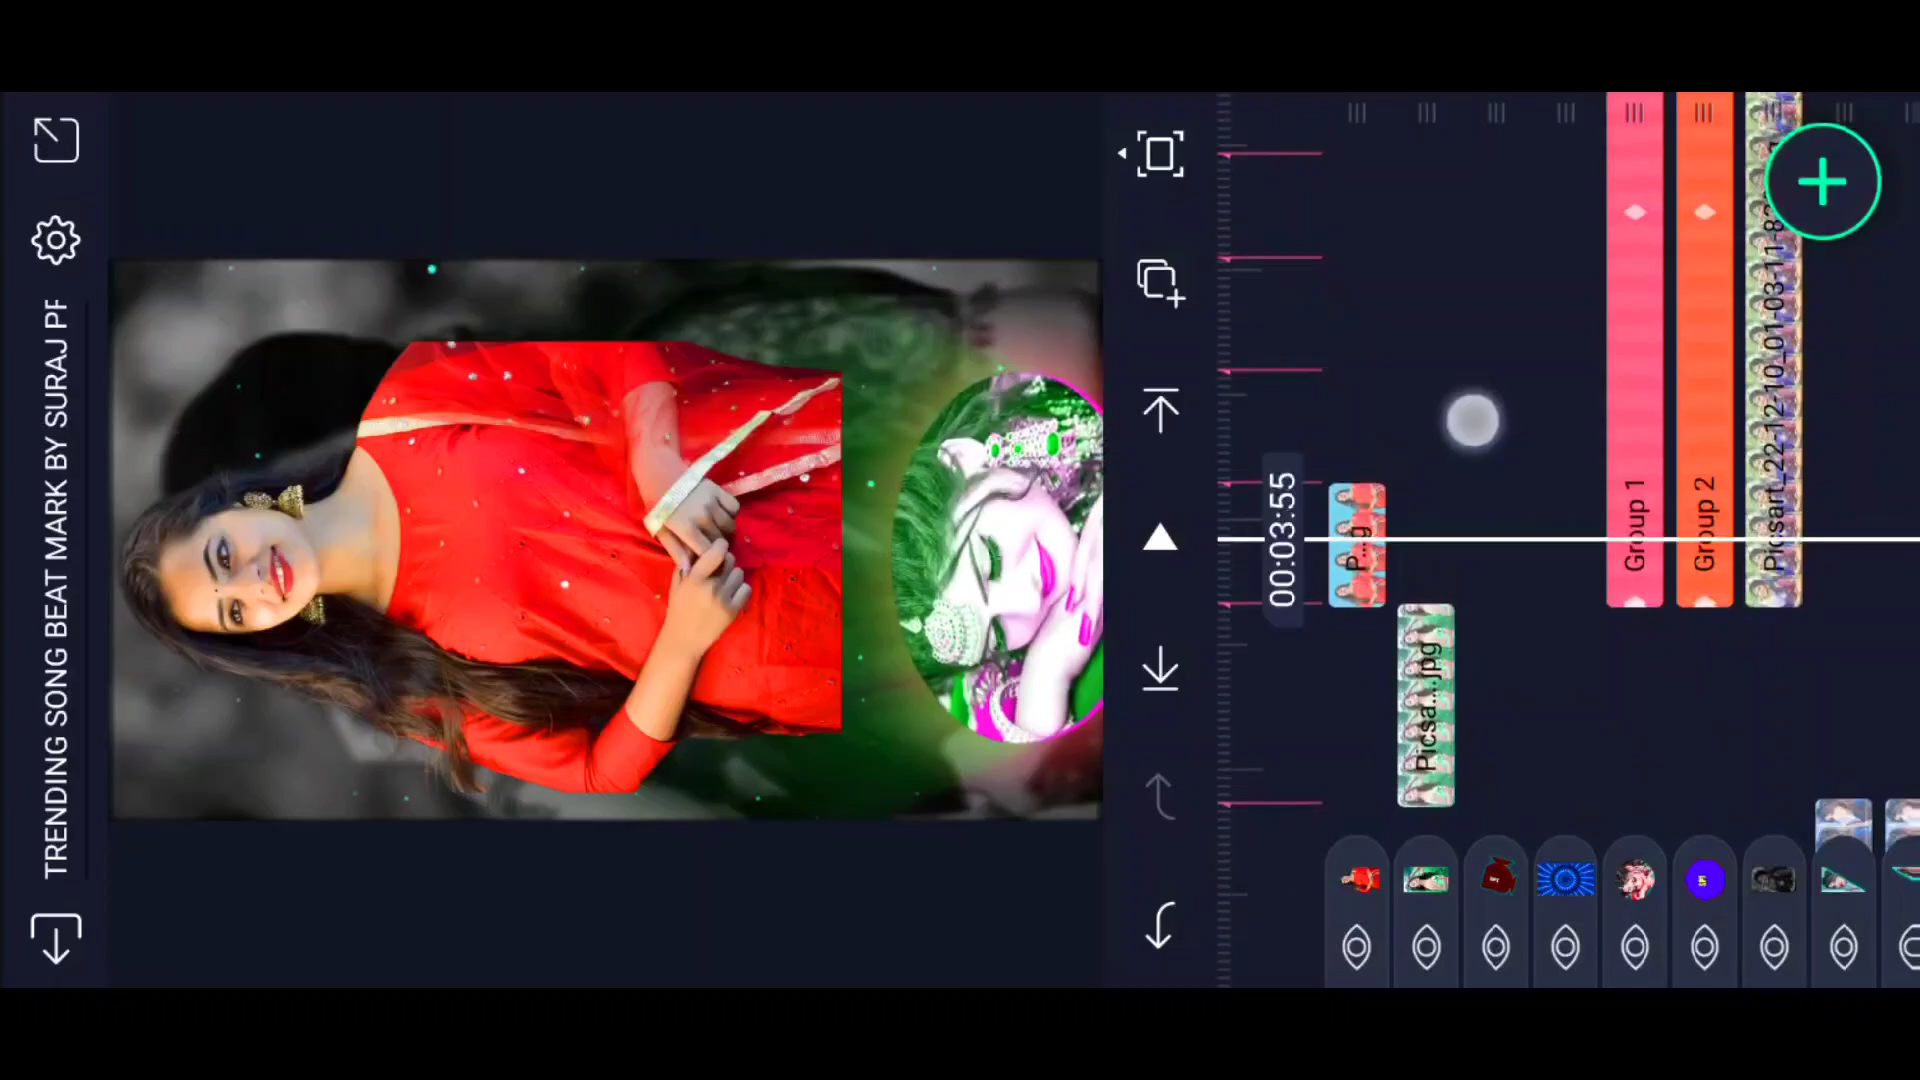 TRENDING SONG BEAT MARK BY SURAJ PF
00:03:55
P...g
Picsa...jpg
Group 1
Group 2
Picsart_22-12-10_01-03-11-82